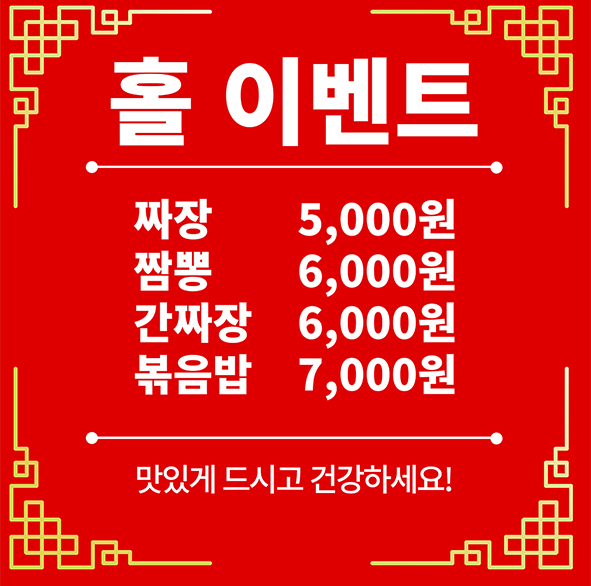 홀 이벤트
짜장 5,000원
짬뽕 6,000원
간짜장 6,000원
볶음밥 7,000원
맛있게 드시고 건강하세요!